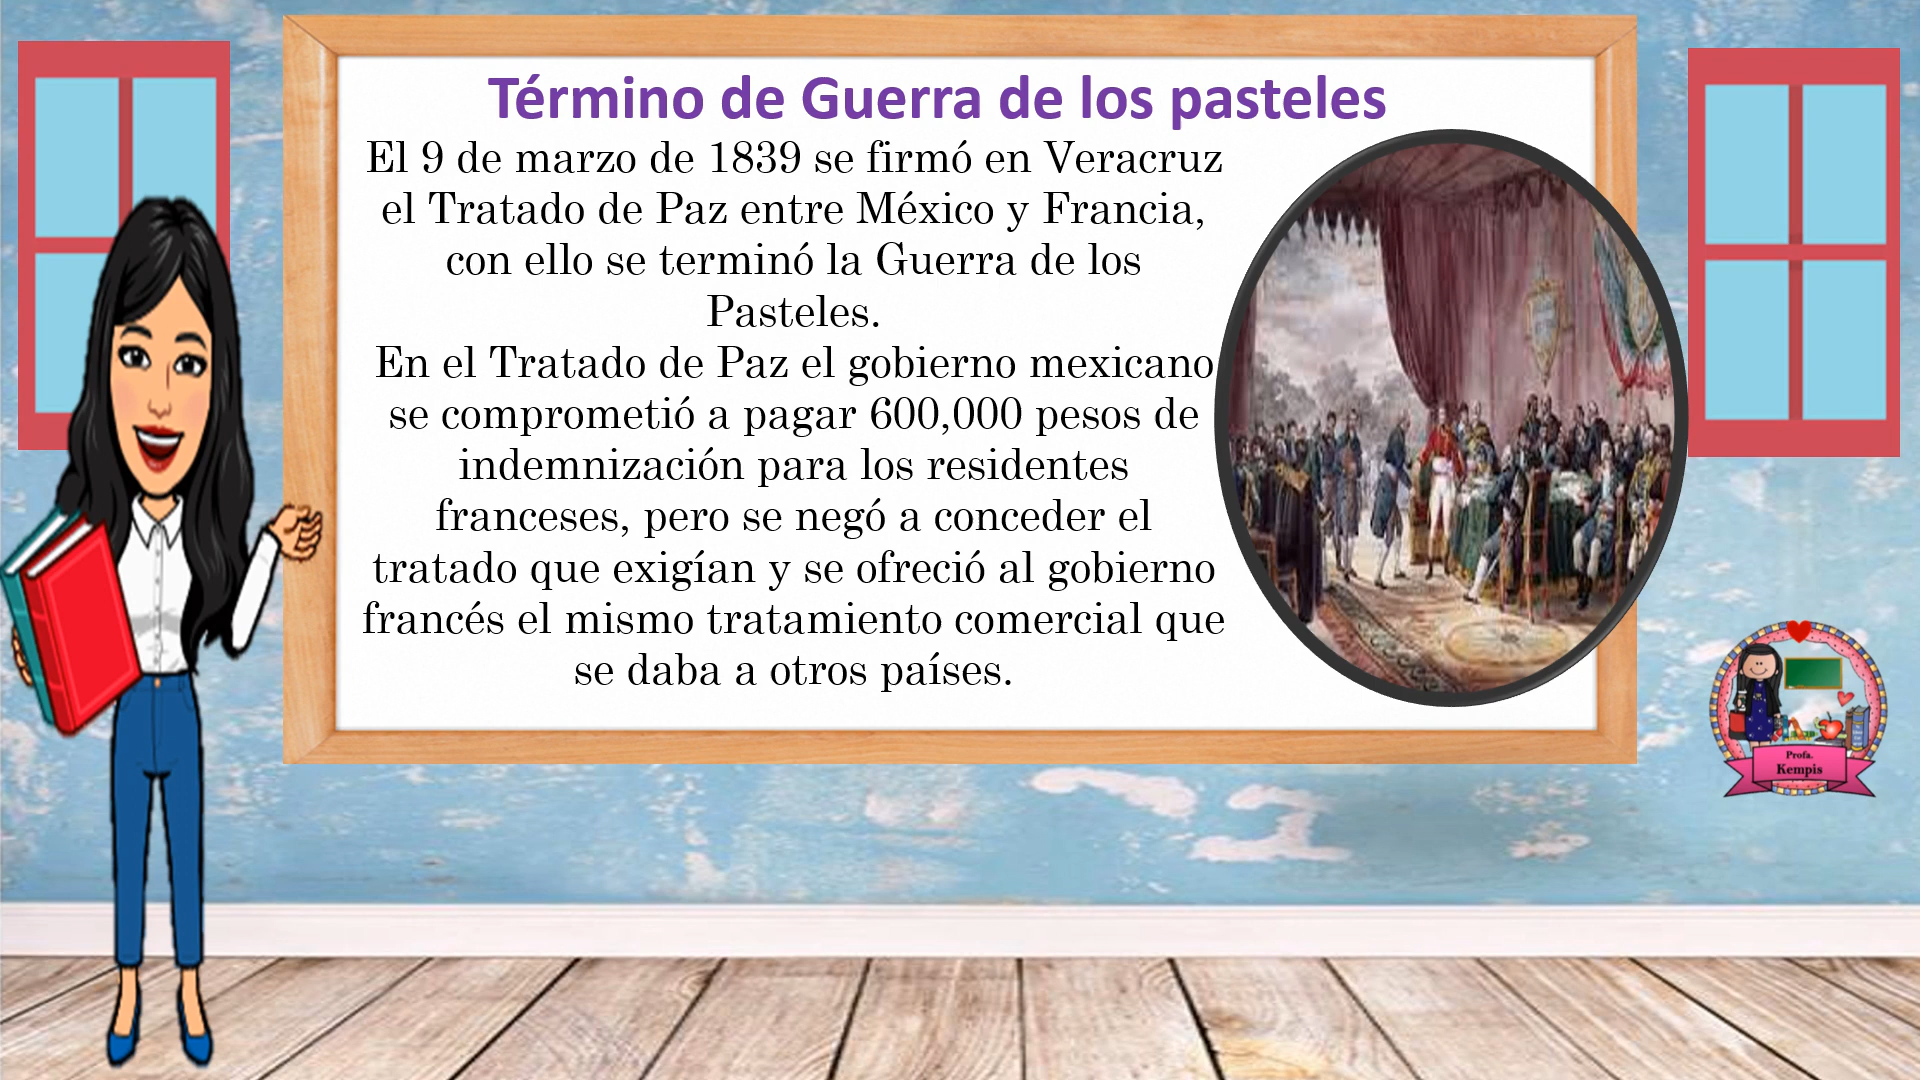 Término de Guerra de los pasteles
El 9 de marzo de 1839 se firmó en Veracruz
el Tratado de Paz entre México y Francia,
con ello se terminó la Guerra de los
Pasteles.
En el Tratado de Paz el gobierno mexicano
se comprometió a pagar 600,000 pesos de
indemnización para los residentes
franceses, pero se negó a conceder el
tratado que exigían y se ofreció al gobierno
francés el mismo tratamiento comercial que
se daba a otros países.
Profa.
Kempis